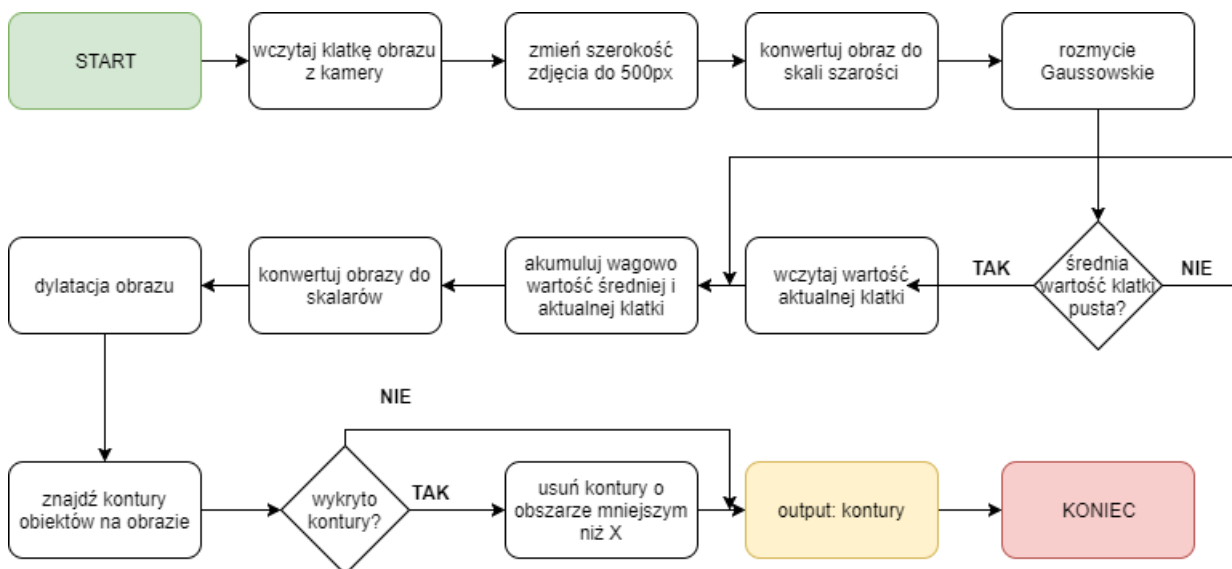 START
wczytaj klatkę obrazu
z kamery
zmień szerokość
zdjęcia do 500px
konwertuj obraz do
skali szarości
rozmycie
Gaussowskie
średnia
wartość klatki
pusta?
NIE
TAK
wczytaj wartość
aktualnej klatki
akumuluj wagowo
wartość średniej i
aktualnej klatki
konwertuj obrazy do
skalarów
dylatacja obrazu
znajdź kontury
obiektów na obrazie
wykryto
kontury?
NIE
TAK
usuń kontury o
obszarze mniejszym
niż X
output: kontury
KONIEC